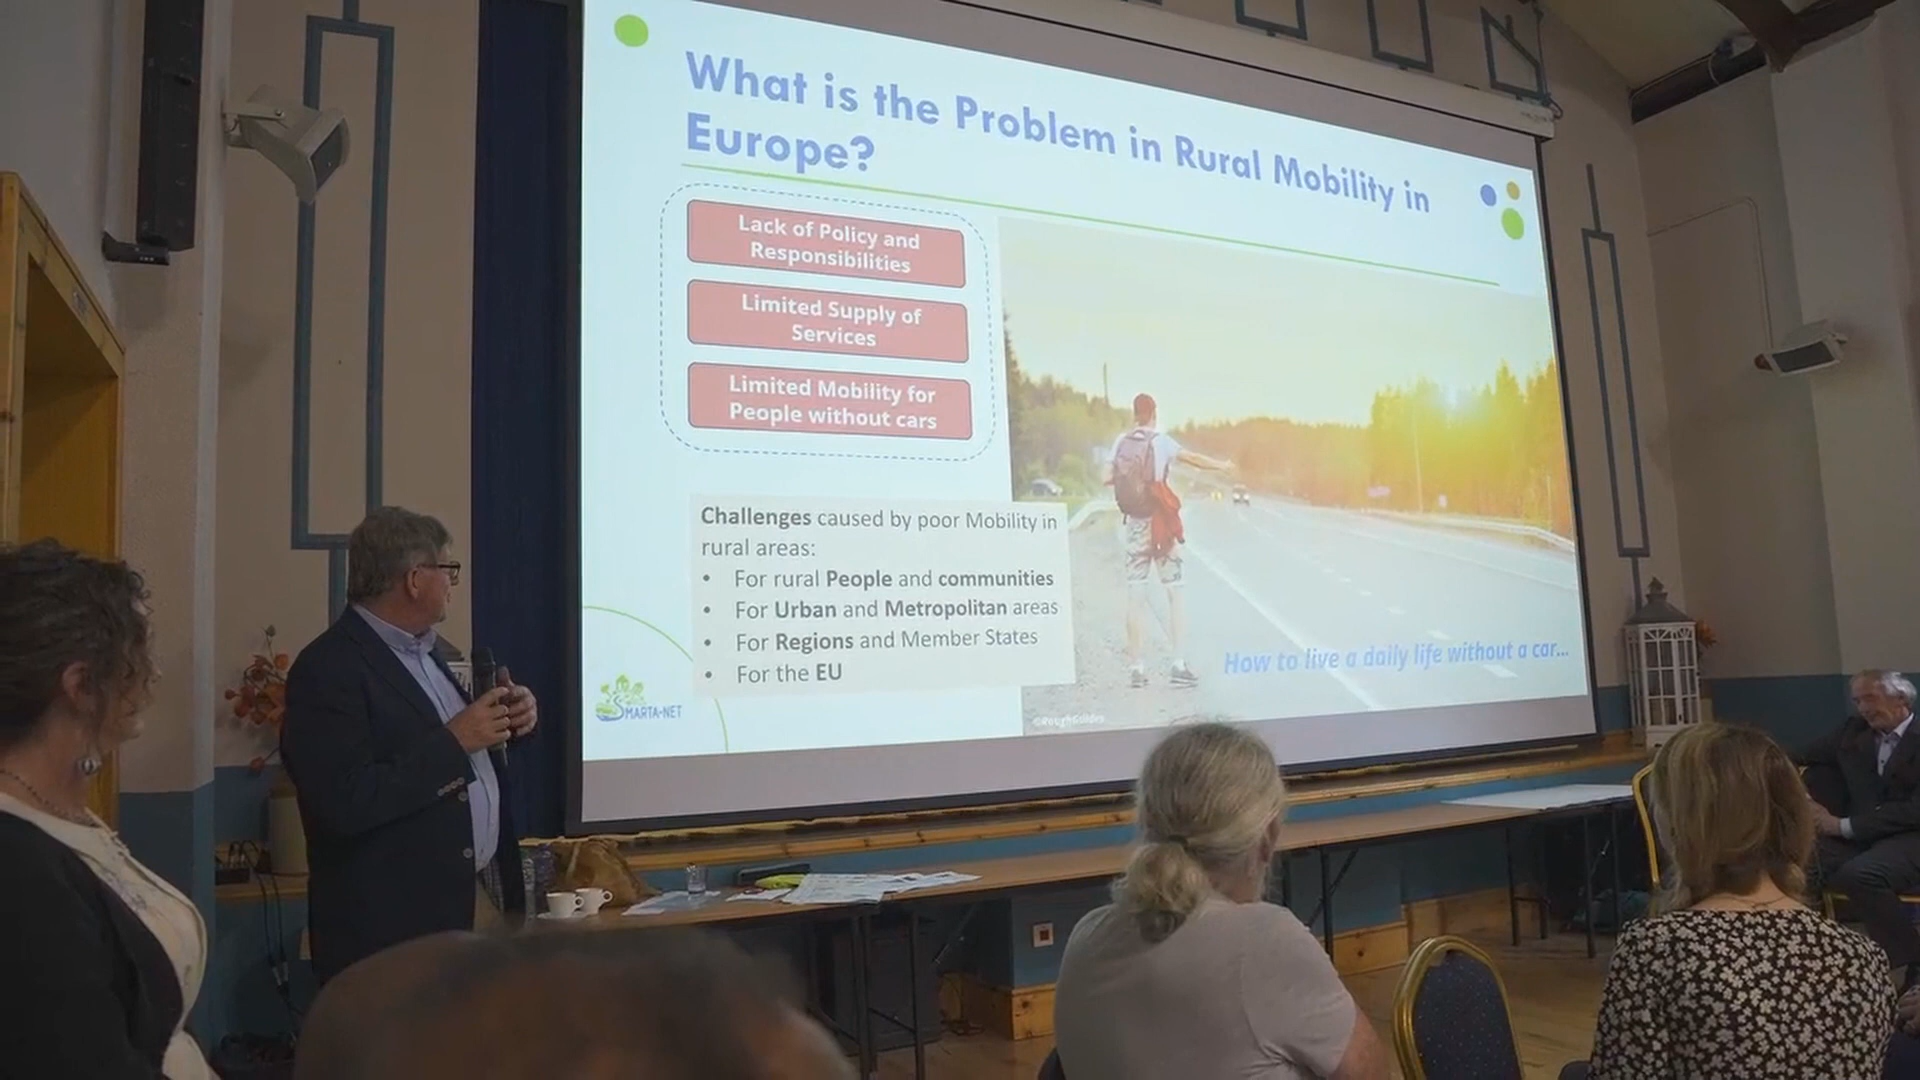 What is the Problem in Rural Mobility in
Europe?
Lack of Policy and
Responsibilities
Limited Supply of
Services
Limited Mobility for
People without cars
Challenges caused by poor Mobility in
rural areas:
• For rural People and communities
• For Urban and Metropolitan areas
• For Regions and Member States
• For the EU
How to live a daily life without a car...
SMARTA-NET
©RoughGuides